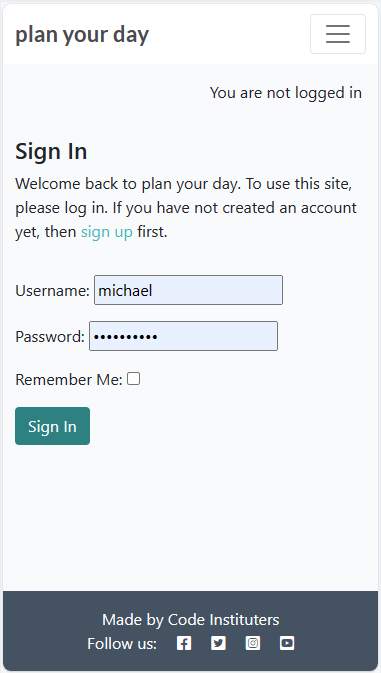 plan your day
You are not logged in
Sign In
Welcome back to plan your day. To use this site,
please log in. If you have not created an account
yet, then sign up first.
Username: michael
Password: ••••••••••
Remember Me:
Sign In
Made by Code Instituters
Follow us: